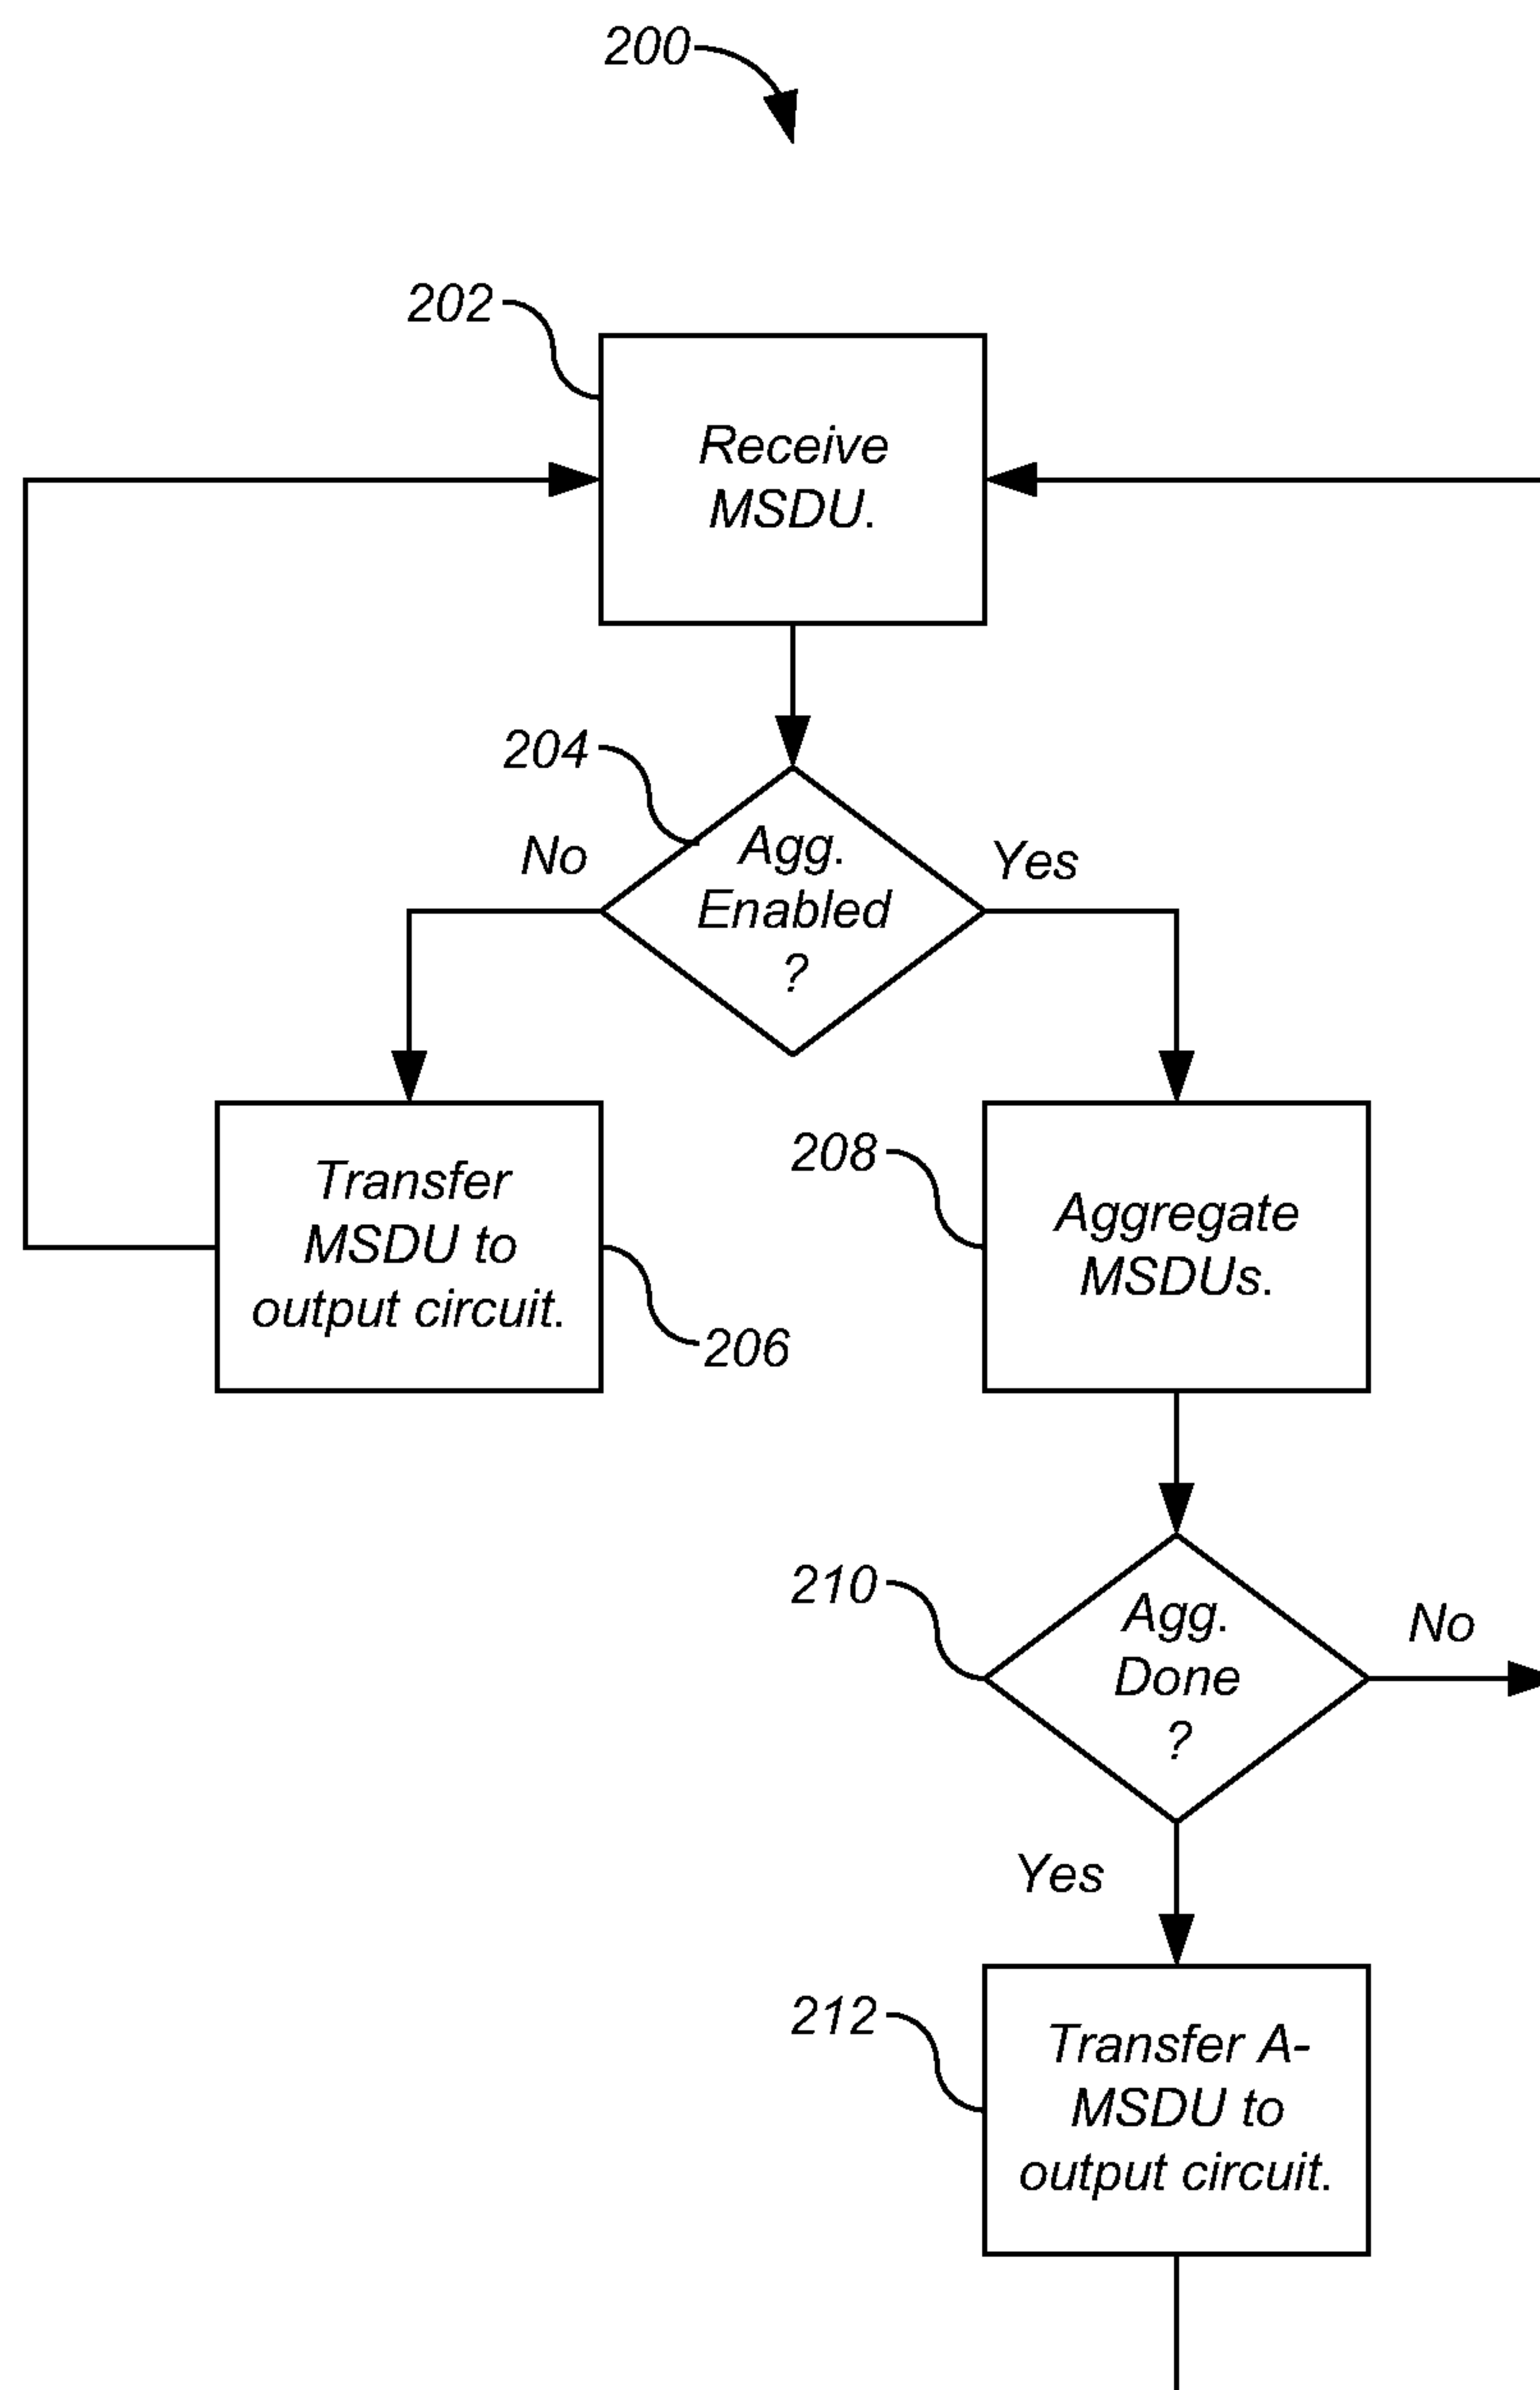 200
202
Receive
MSDU.
204
No
Agg.
Enabled
?
Yes
Transfer
MSDU to
output circuit.
206
208
Aggregate
MSDUs.
210
Agg.
Done
?
No
Yes
212
Transfer A-
MSDU to
output circuit.